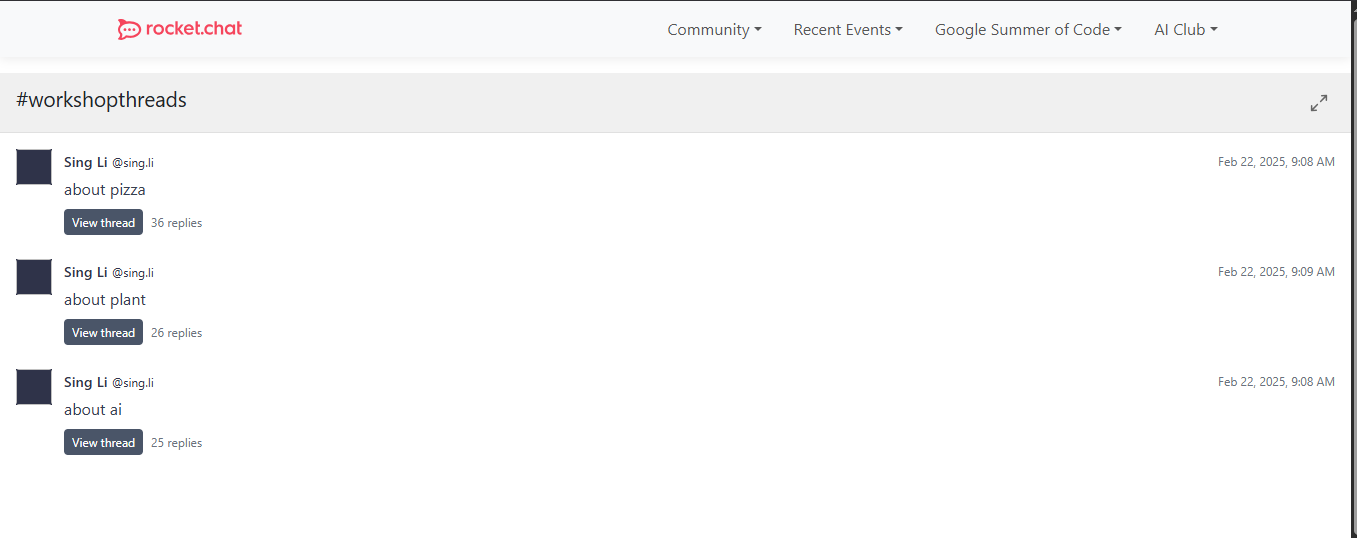 rocket.chat Community Recent Events Google Summer of Code AI Club
#workshopthreads
Sing Li @sing.li Feb 22, 2025, 9:08 AM
about pizza
View thread 36 replies
Sing Li @sing.li Feb 22, 2025, 9:09 AM
about plant
View thread 26 replies
Sing Li @sing.li Feb 22, 2025, 9:08 AM
about ai
View thread 25 replies